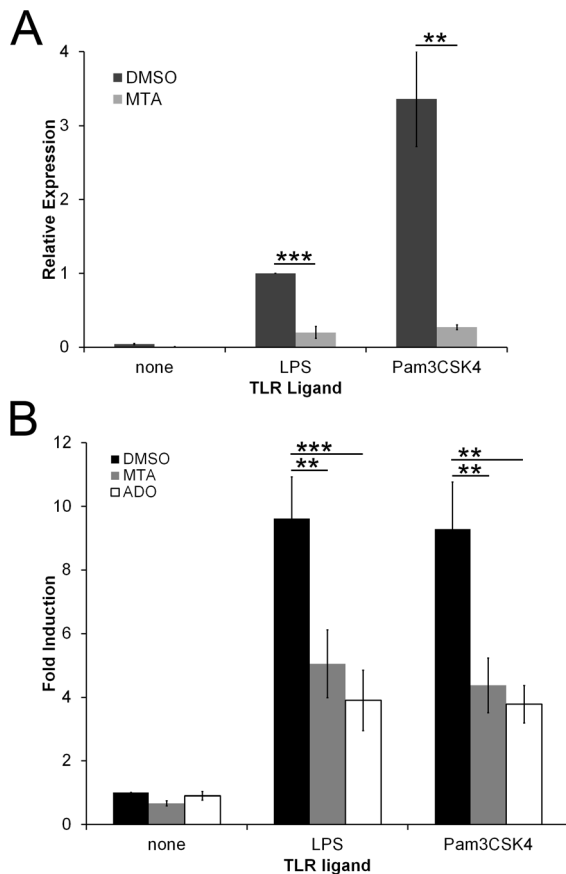 A
4
**
DMSO
MTA
3
Relative Expression
2
***
1
0
none LPS Pam3CSK4
TLR Ligand
B
12
DMSO
MTA
ADO
***
**
**
**
10
8
Fold Induction
6
4
2
0
none LPS Pam3CSK4
TLR ligand